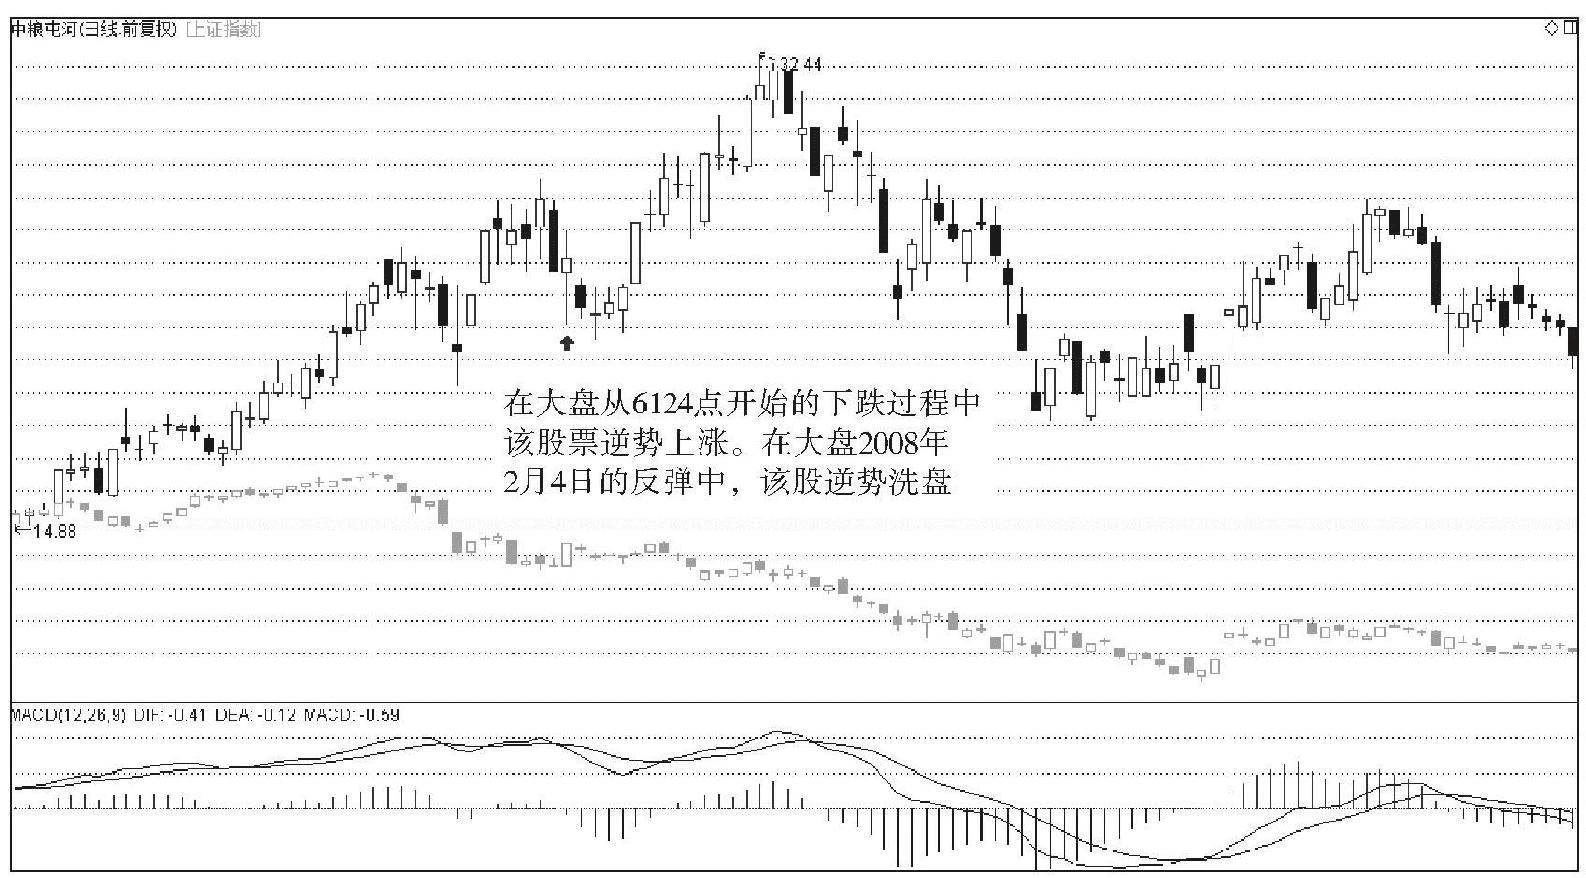 中粮屯河(日线.前复权) [上证指数]
32.44
在大盘从6124点开始的下跌过程中
该股票逆势上涨。在大盘2008年
2月4日的反弹中，该股逆势洗盘
14.88
MACD(12,26,9) DIF: -0.41 DEA: -0.12 MACD: -0.59